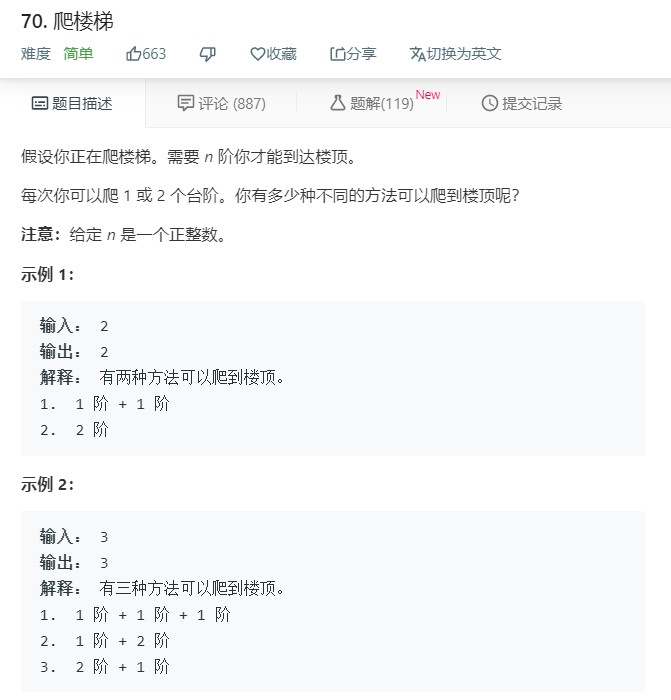 70. 爬楼梯
难度 简单 663 收藏 分享 切换为英文
题目描述 评论 (887) 题解(119) New 提交记录
假设你正在爬楼梯。需要 n 阶你才能到达楼顶。
每次你可以爬 1 或 2 个台阶。你有多少种不同的方法可以爬到楼顶呢?
注意：给定 n 是一个正整数。
示例 1：
输入： 2
输出： 2
解释： 有两种方法可以爬到楼顶。
1. 1 阶 + 1 阶
2. 2 阶
示例 2：
输入： 3
输出： 3
解释： 有三种方法可以爬到楼顶。
1. 1 阶 + 1 阶 + 1 阶
2. 1 阶 + 2 阶
3. 2 阶 + 1 阶